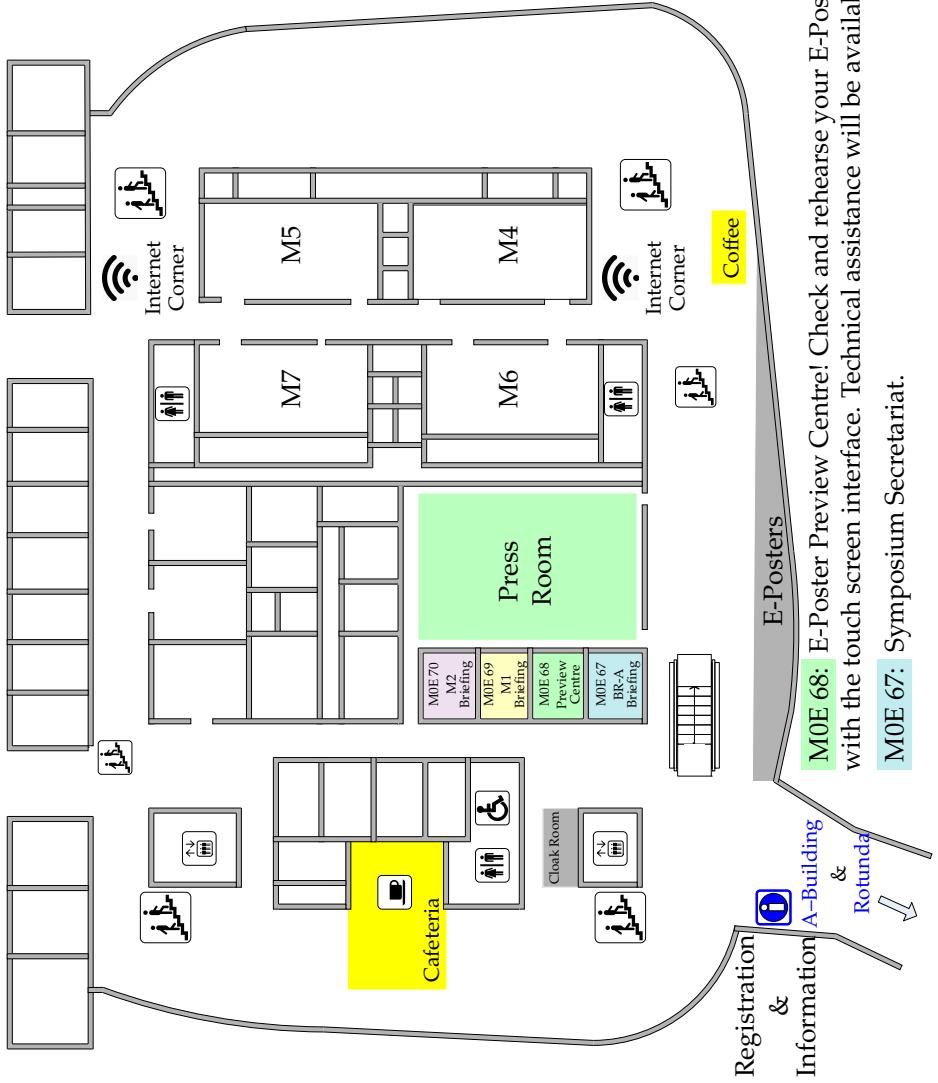 Cafeteria
Cloak Room
Registration
&
Information
A–Building
&
Rotunda
M0E 70
M2
Briefing
M0E 69
M1
Briefing
M0E 68
Preview
Centre
M0E 67
BR-A
Briefing
Press
Room
E-Posters
M7
M6
M5
M4
Internet
Corner
Internet
Corner
Coffee
M0E 68: E-Poster Preview Centre! Check and rehearse your E-Pos
with the touch screen interface. Technical assistance will be availa
M0E 67: Symposium Secretariat.